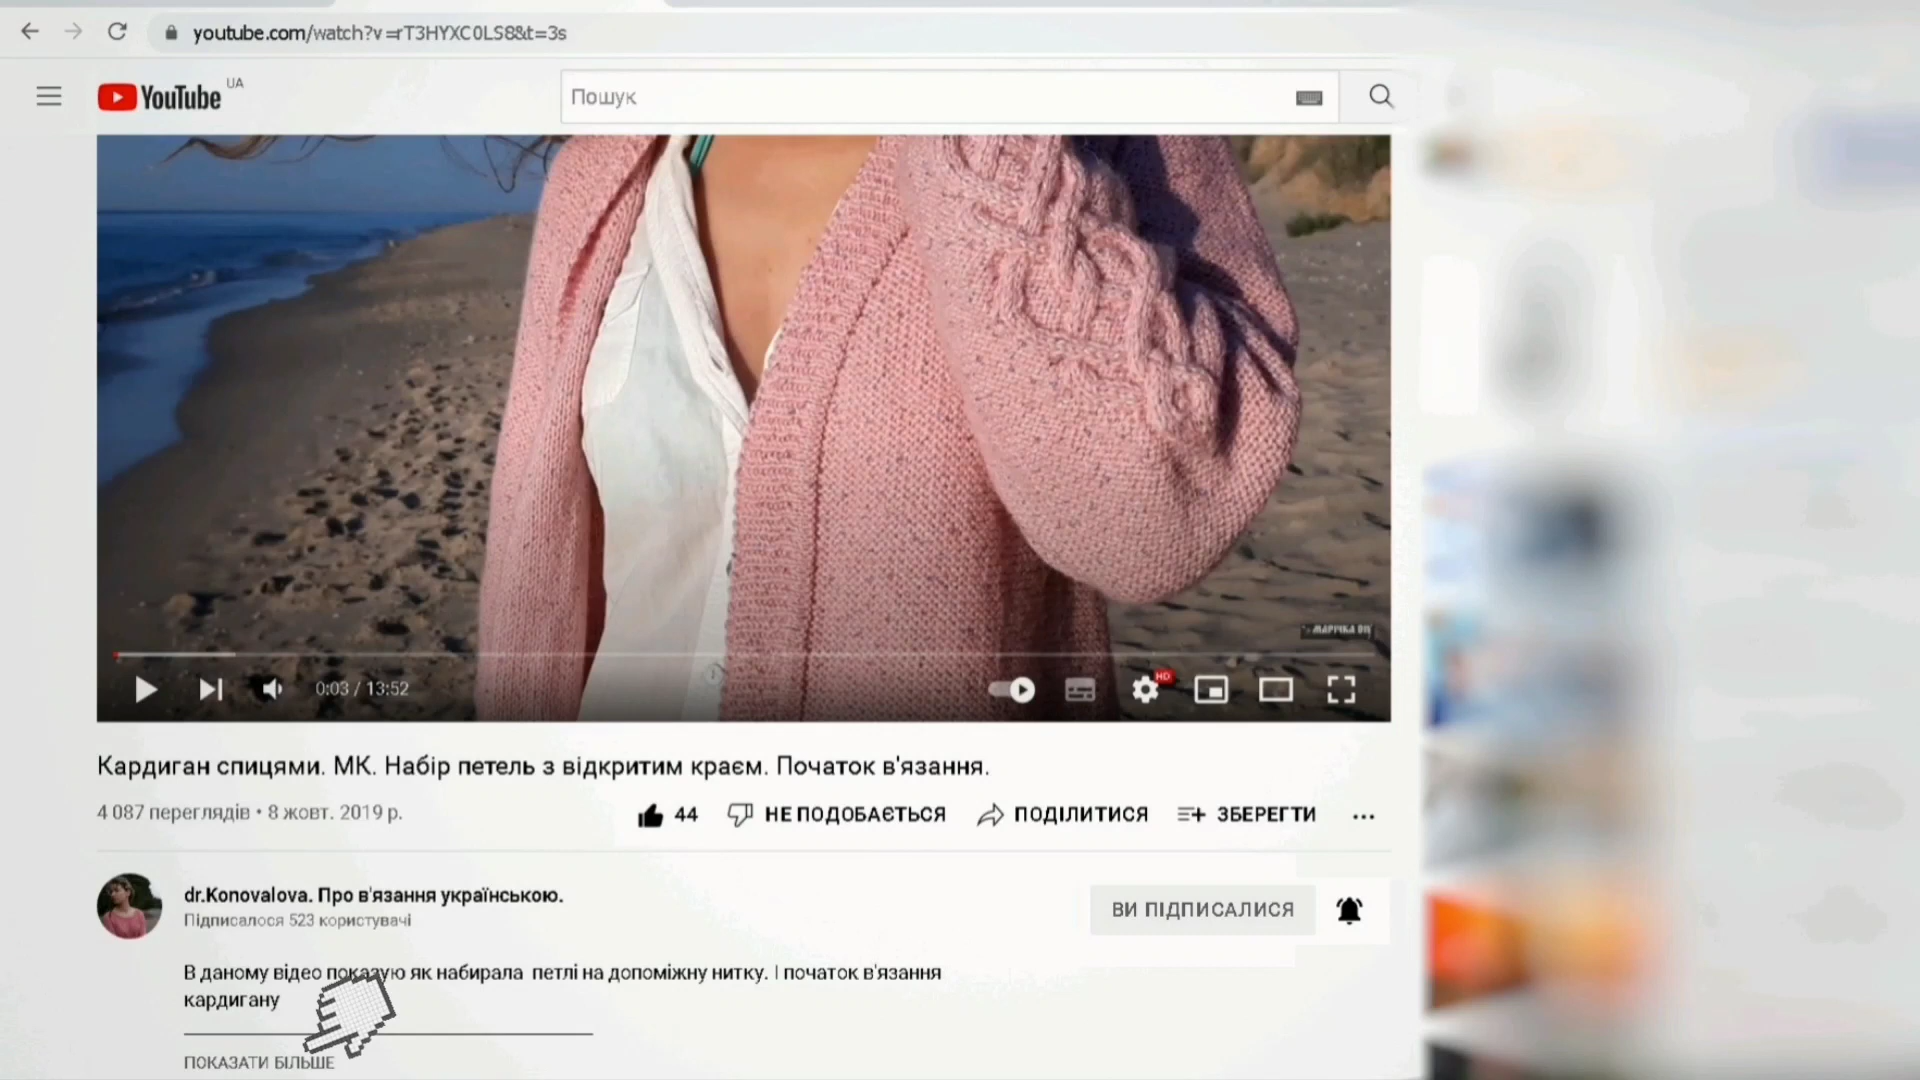 youtube.com/watch?v=rT3HYXC0LS8&t=3s
YouTube UA
Пошук
0:03 / 13:52
HD
Кардиган спицями. МК. Набір петель з відкритим краєм. Початок в'язання.
4 087 переглядів • 8 жовт. 2019 р.
44 НЕ ПОДОБАЄТЬСЯ ПОДІЛИТИСЯ ЗБЕРЕГТИ
dr.Konovalova. Про в'язання українською.
Підписалося 523 користувачі
ВИ ПІДПИСАЛИСЯ
В даному відео показую як набирала петлі на допоміжну нитку. І початок в'язання
кардигану
ПОКАЗАТИ БІЛЬШЕ